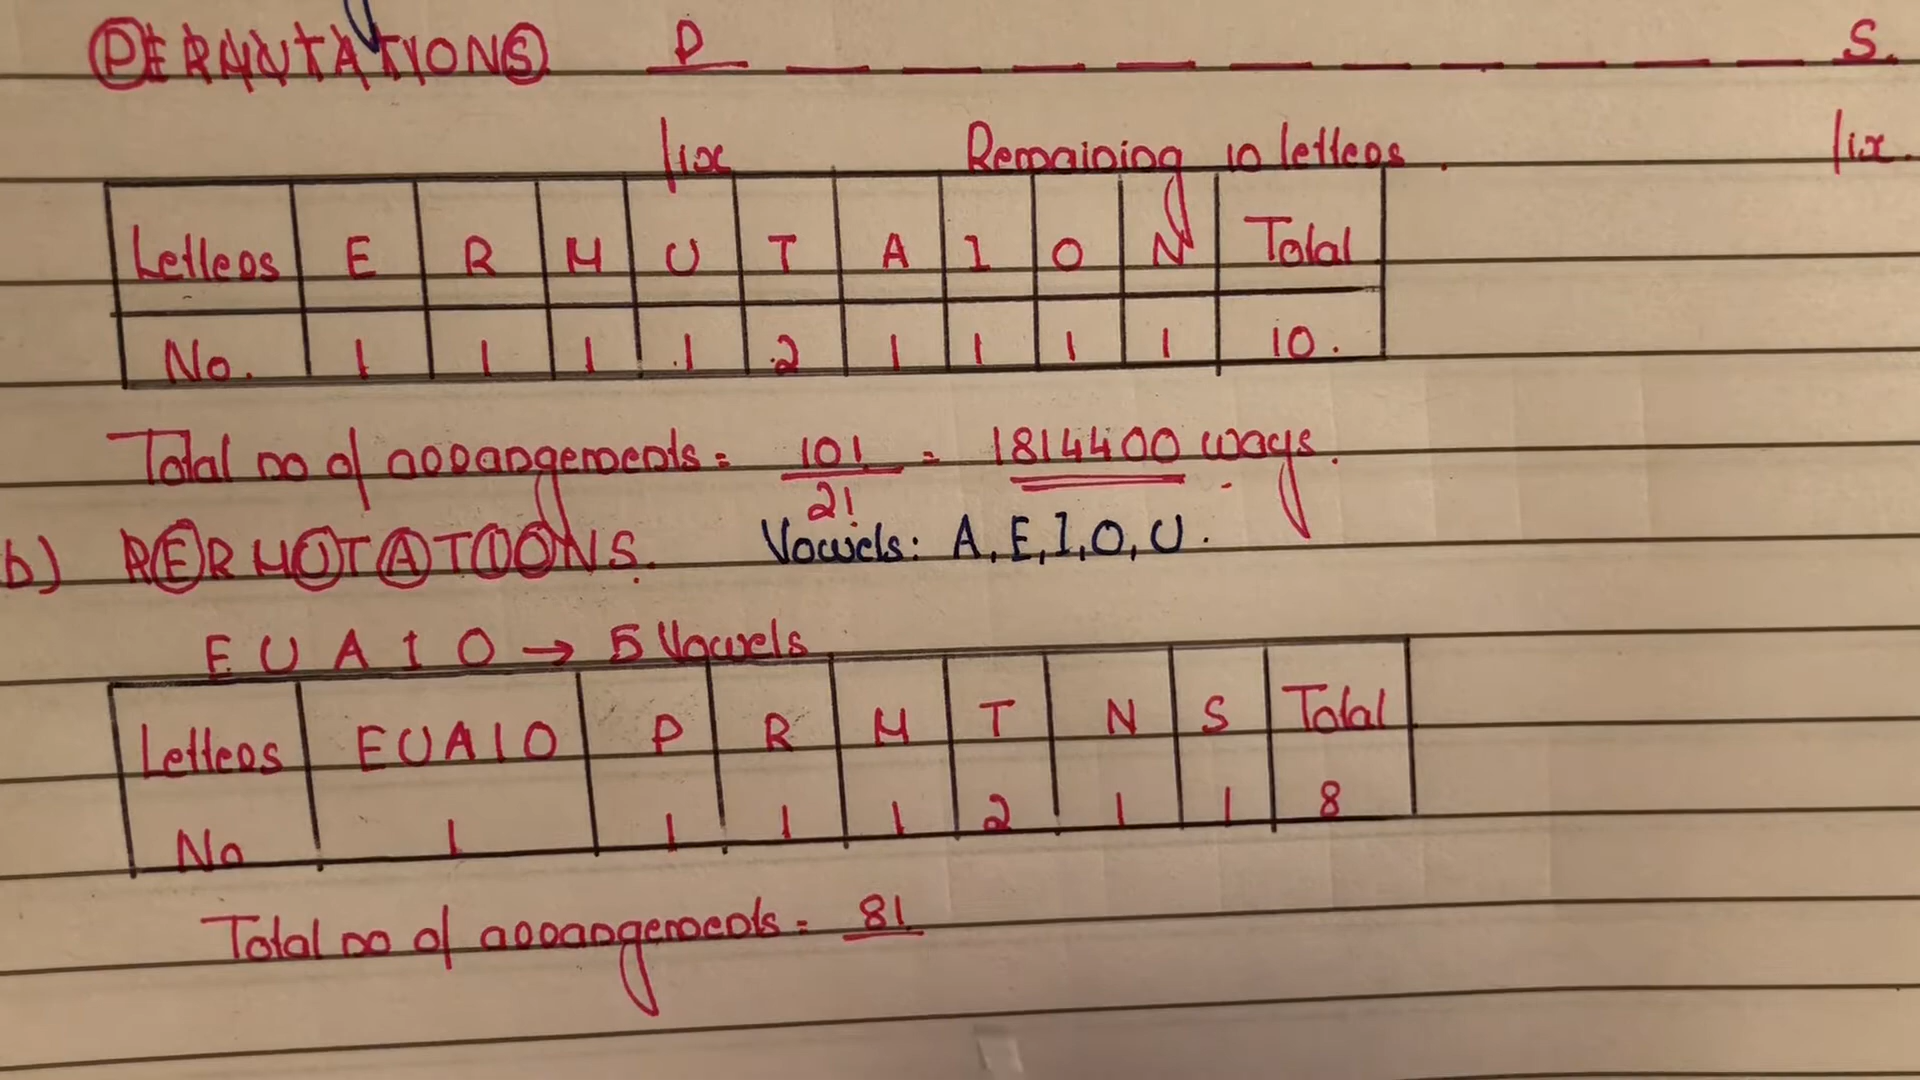 PERMUTATIONS P _ _ _ _ _ _ _ _ _ _ S.
fix Remaining 10 letters. fix.
Letters E R M U T A I O N Total
No. 1 1 1 1 2 1 1 1 1 10.
Total no of arrangements = 10! / 2! = 1814400 ways.
b) PERMUTATIONS. Vowels: A, E, I, O, U.
E U A I O → 5 Vowels
Letters EUAIO P R M T N S Total
No 1 1 1 1 2 1 1 8
Total no of arrangements = 8!